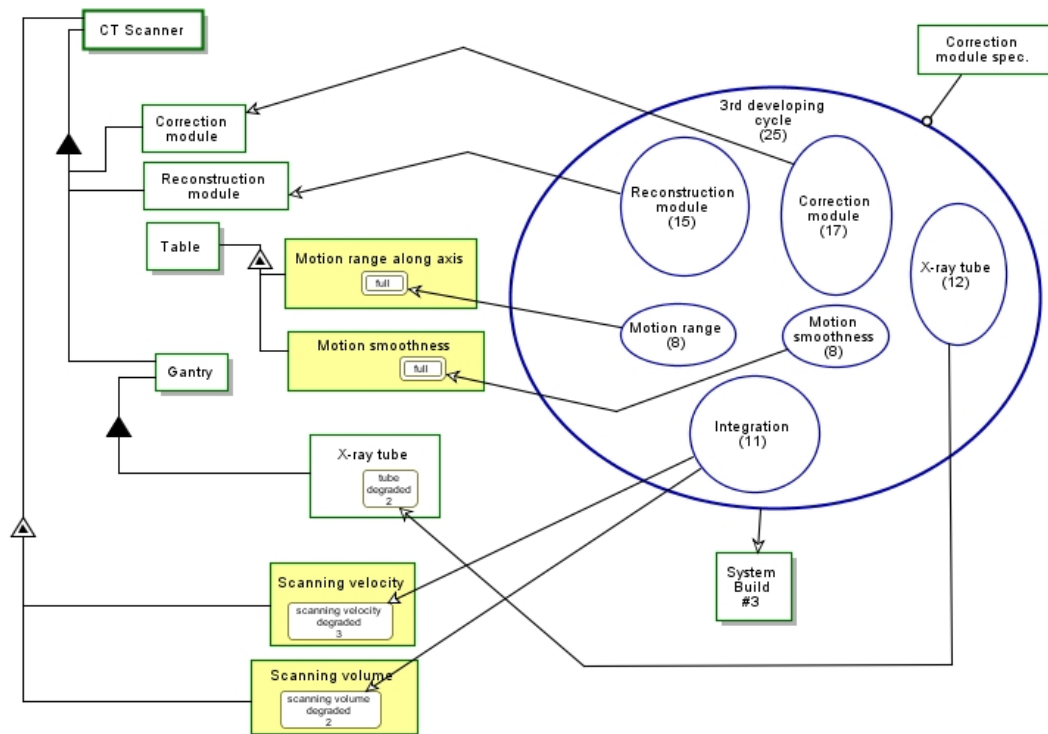 CT Scanner
Correction
module spec.
3rd developing
cycle
(25)
Correction
module
Reconstruction
module
Reconstruction
module
(15)
Correction
module
(17)
Table
Motion range along axis
full
X-ray tube
(12)
Motion range
(8)
Motion
smoothness
(8)
Motion smoothness
full
Gantry
Integration
(11)
X-ray tube
tube
degraded
2
System
Build
#3
Scanning velocity
scanning velocity
degraded
3
Scanning volume
scanning volume
degraded
2